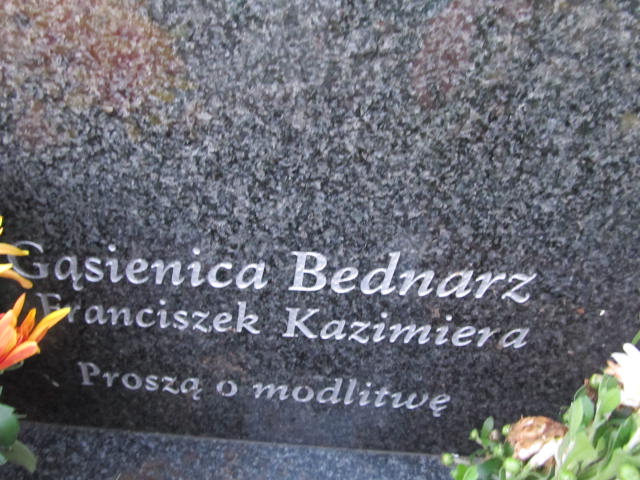 Gąsienica Bednarz
Franciszek Kazimiera
Proszą o modlitwę